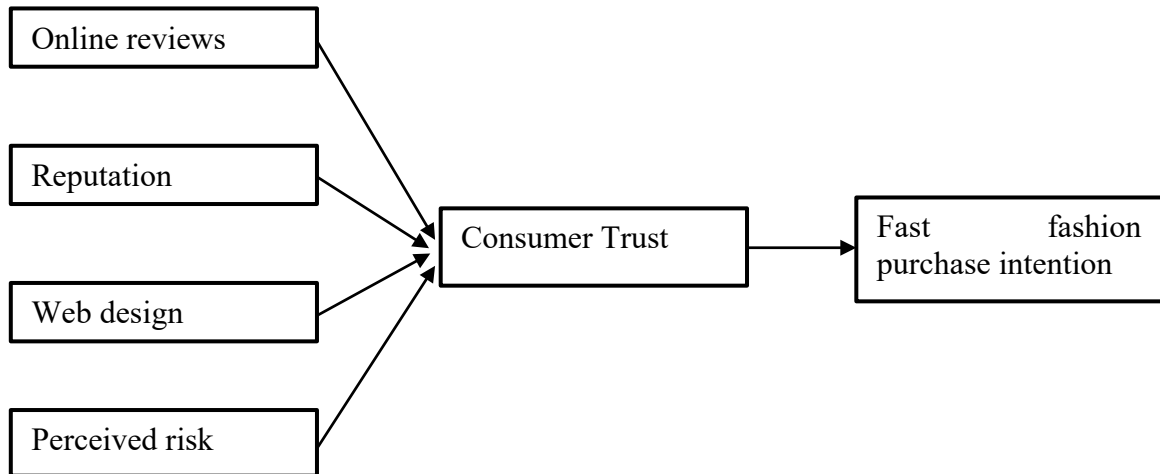 Online reviews
Reputation
Web design
Perceived risk
Consumer Trust
Fast fashion
purchase intention